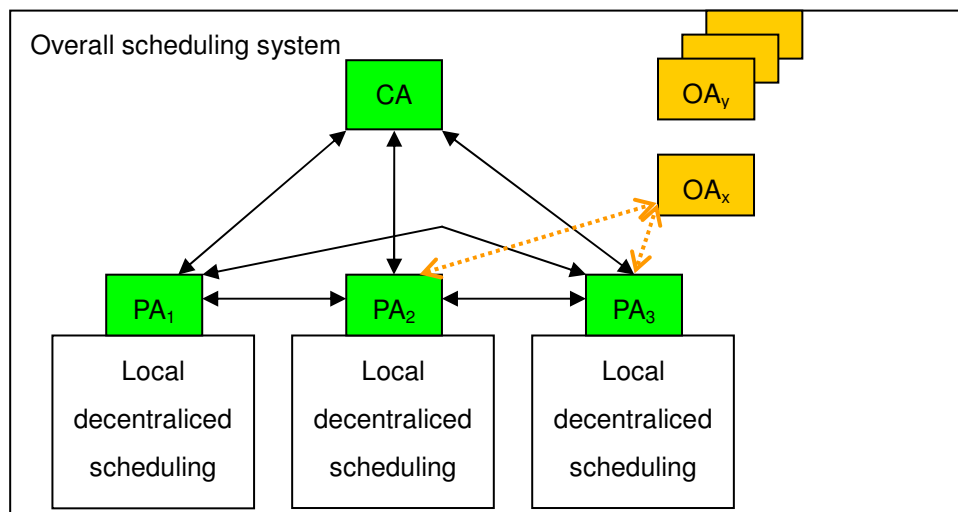 Overall scheduling system
CA
OAy
OAx
PA1
PA2
PA3
Local
decentraliced
scheduling
Local
decentraliced
scheduling
Local
decentraliced
scheduling